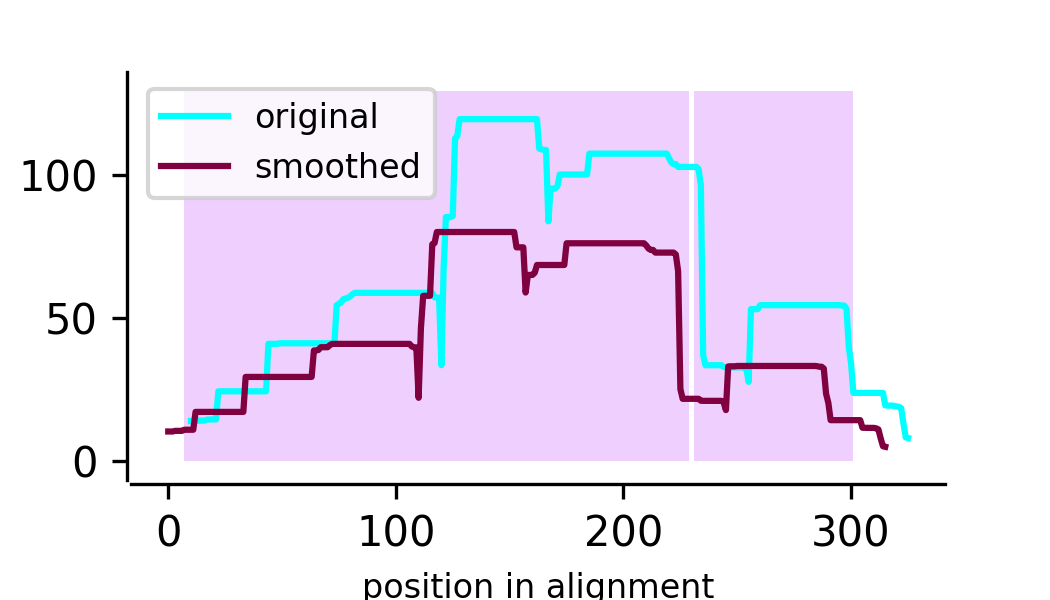 original
smoothed
100
50
0
0 100 200 300
position in alignment